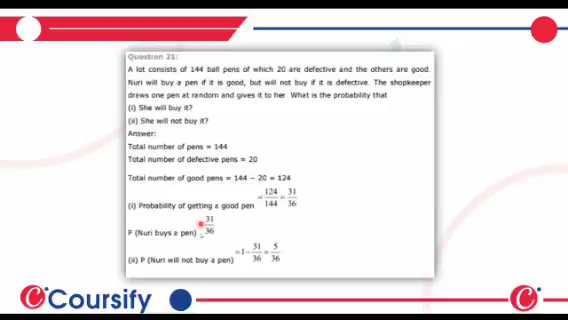 Question 21:
A lot consists of 144 ball pens of which 20 are defective and the others are good.
Nuri will buy a pen if it is good, but will not buy if it is defective. The shopkeeper
draws one pen at random and gives it to her. What is the probability that
(i) She will buy it?
(ii) She will not buy it?
Answer:
Total number of pens = 144
Total number of defective pens = 20
Total number of good pens = 144 − 20 = 124
(i) Probability of getting a good pen = 124/144 = 31/36
P (Nuri buys a pen) 31/36
(ii) P (Nuri will not buy a pen) = 1 − 31/36 = 5/36
Coursify